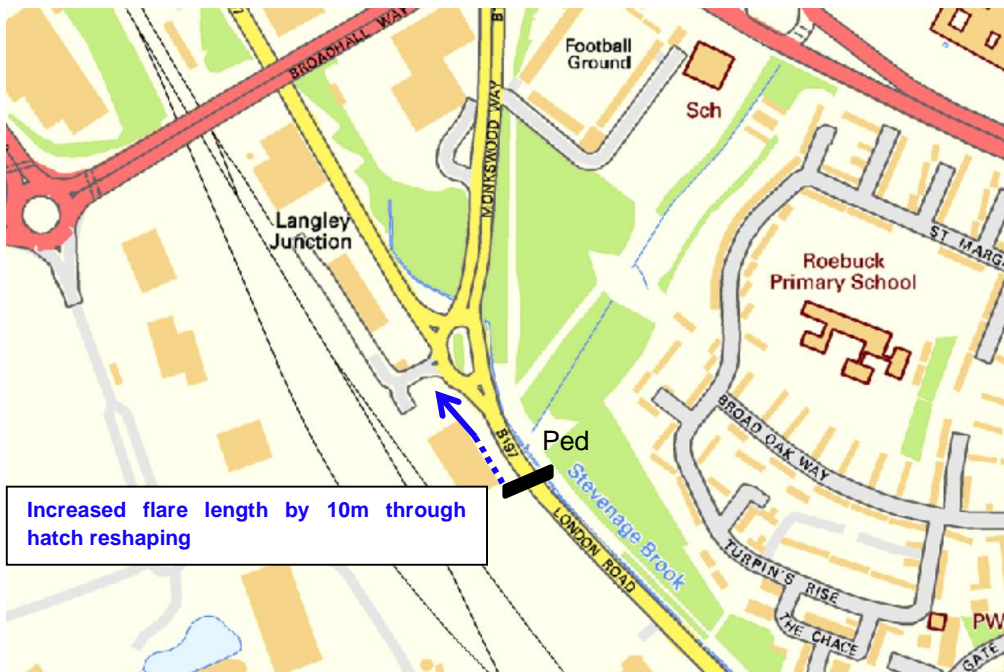 BROADHALL WAY
MONKSWOOD WAY
B
Football
Ground
Sch
Langley
Junction
ST MARG
Roebuck
Primary School
BROAD OAK WAY
B197
Ped
Stevenage Brook
Increased flare length by 10m through
hatch reshaping
LONDON ROAD
TURPIN'S RISE
THE CHACE
PW
GATE